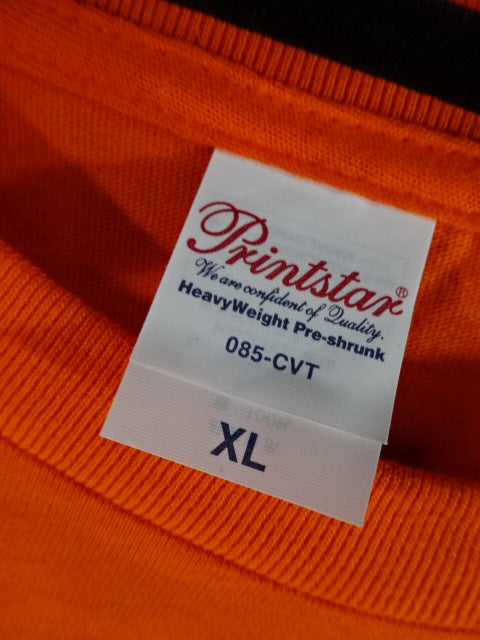 Printstar®
We are confident of Quality.
HeavyWeight Pre-shrunk
085-CVT
XL